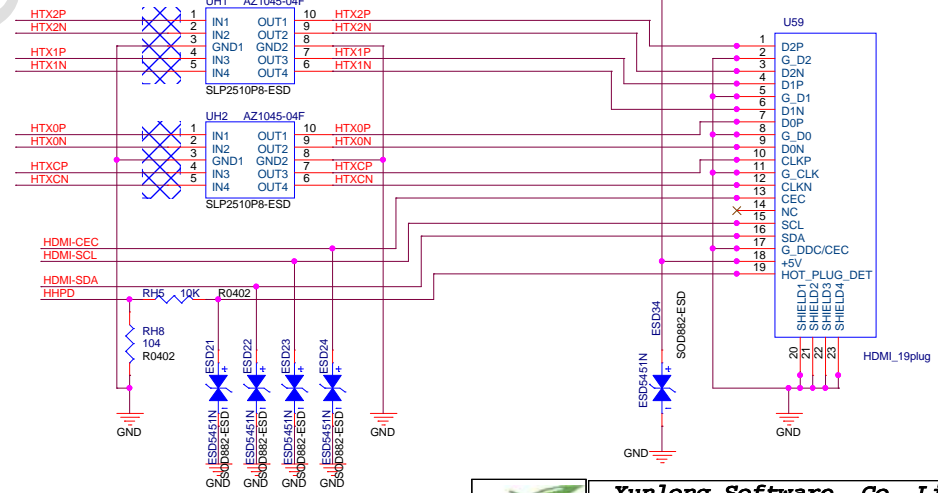 UH1 AZ1045-04F
HTX2P 1 IN1 OUT1 10 HTX2P
HTX2N 2 IN2 OUT2 9 HTX2N
3 GND1 GND2 8
HTX1P 4 IN3 OUT3 7 HTX1P
HTX1N 5 IN4 OUT4 6 HTX1N
SLP2510P8-ESD
UH2 AZ1045-04F
HTX0P 1 IN1 OUT1 10 HTX0P
HTX0N 2 IN2 OUT2 9 HTX0N
3 GND1 GND2 8
HTXCP 4 IN3 OUT3 7 HTXCP
HTXCN 5 IN4 OUT4 6 HTXCN
SLP2510P8-ESD
HDMI-CEC
HDMI-SCL
HDMI-SDA
HHPD
RH5 10K R0402
RH8
104
R0402
GND
ESD21
ESD5451N
SOD882-ESD
GND
ESD22
ESD5451N
SOD882-ESD
GND
ESD23
ESD5451N
SOD882-ESD
GND
ESD24
ESD5451N
SOD882-ESD
GND
GND
ESD34
SOD882-ESD
ESD5451N
GND
U59
1 D2P
2 G_D2
3 D2N
4 D1P
5 G_D1
6 D1N
7 D0P
8 G_D0
9 D0N
10 CLKP
11 G_CLK
12 CLKN
13 CEC
14 NC
15 SCL
16 SDA
17 G_DDC/CEC
18 +5V
19 HOT_PLUG_DET
SHIELD1
SHIELD2
SHIELD3
SHIELD4
20
21
22
23
HDMI_19plug
GND
Yunlong Software Co Li